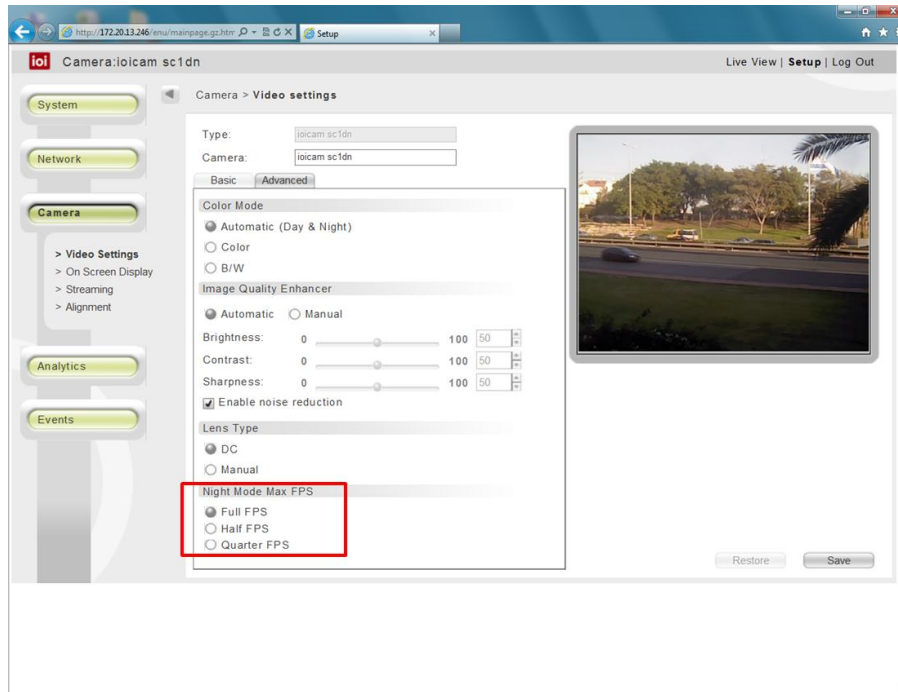 http://172.20.13.246/enu/mainpage.gz.htm
Setup
ioi Camera:ioicam sc1dn
Live View | Setup | Log Out
System
Network
Camera
> Video Settings
> On Screen Display
> Streaming
> Alignment
Analytics
Events
Camera > Video settings
Type: ioicam sc1dn
Camera: ioicam sc1dn
Basic Advanced
Color Mode
Automatic (Day & Night)
Color
B/W
Image Quality Enhancer
Automatic Manual
Brightness: 0 100 50
Contrast: 0 100 50
Sharpness: 0 100 50
Enable noise reduction
Lens Type
DC
Manual
Night Mode Max FPS
Full FPS
Half FPS
Quarter FPS
Restore Save